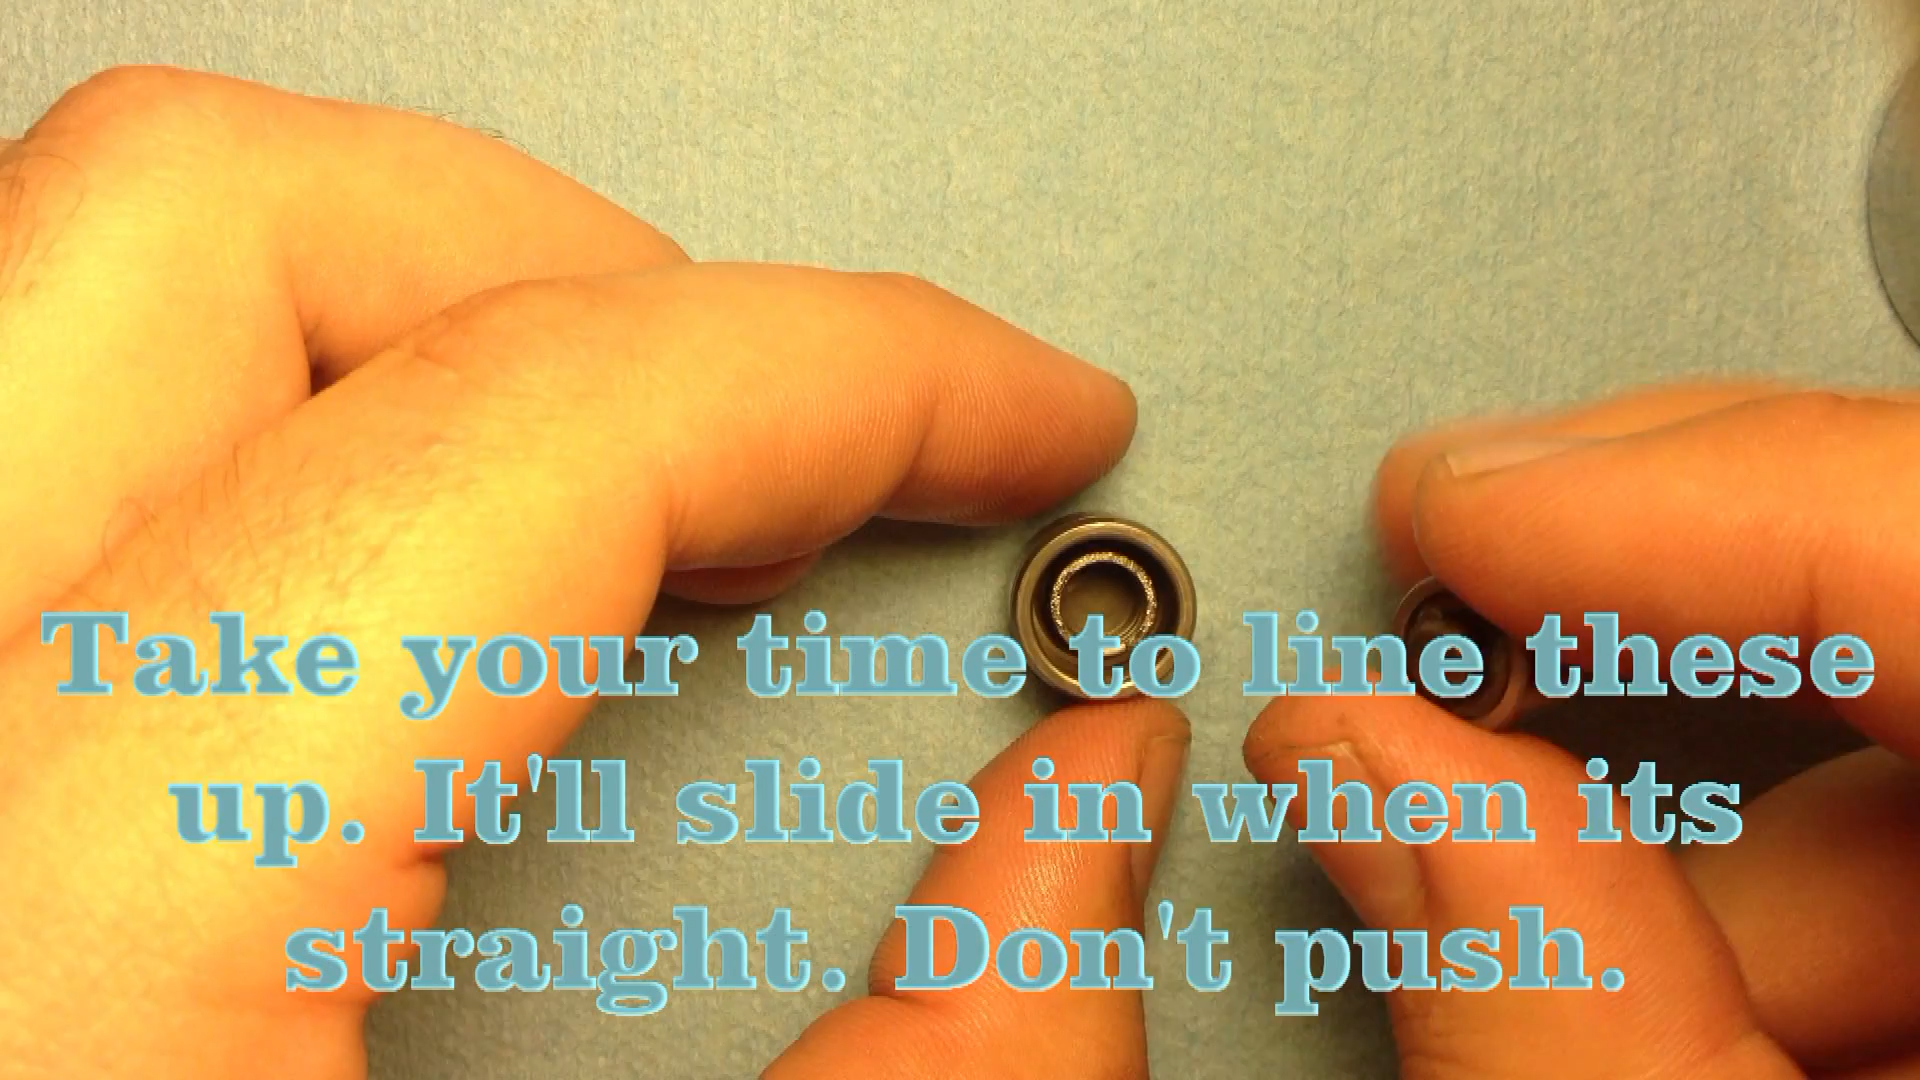 Take your time to line these
up. It'll slide in when its
straight. Don't push.